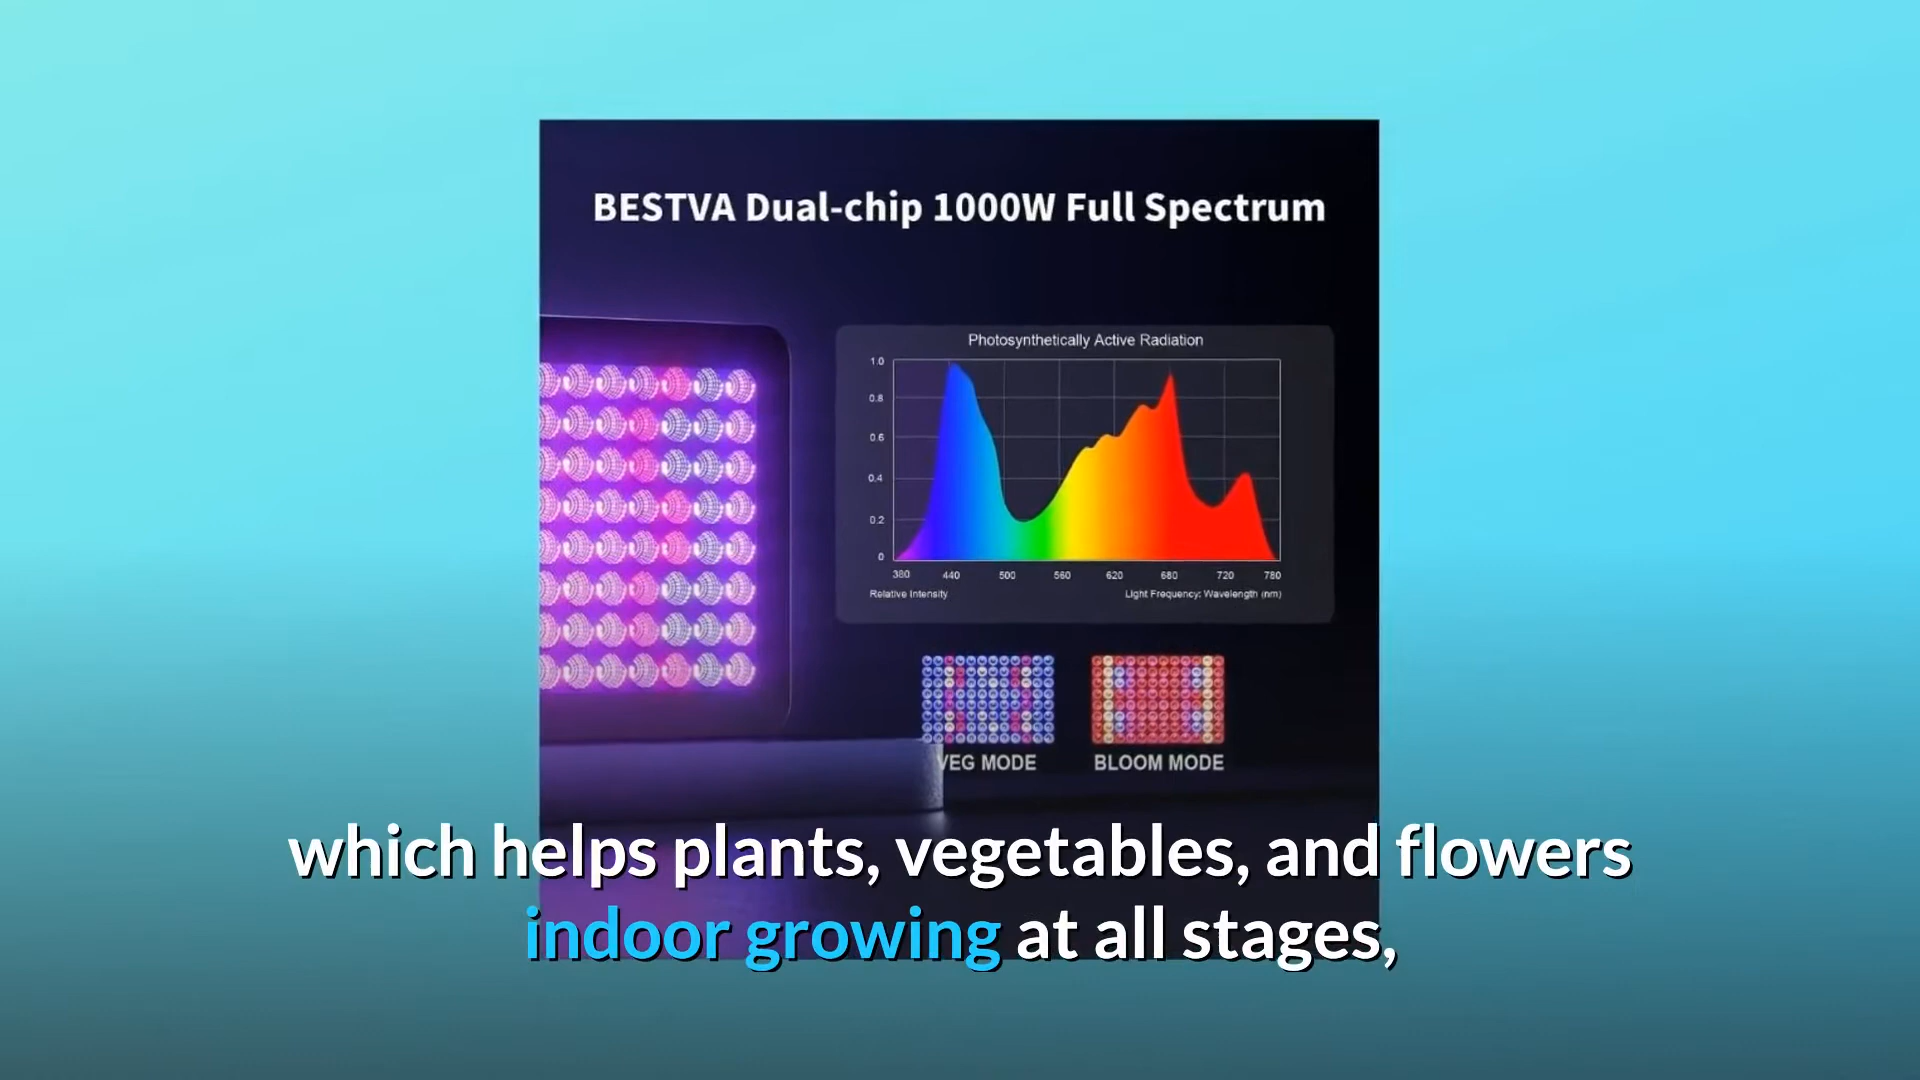 BESTVA Dual-chip 1000W Full Spectrum
Photosynthetically Active Radiation
1.0
0.8
0.6
0.4
0.2
0
380 440 500 560 620 680 720 780
Relative Intensity Light Frequency: Wavelength (nm)
VEG MODE BLOOM MODE
which helps plants, vegetables, and flowers
indoor growing at all stages,